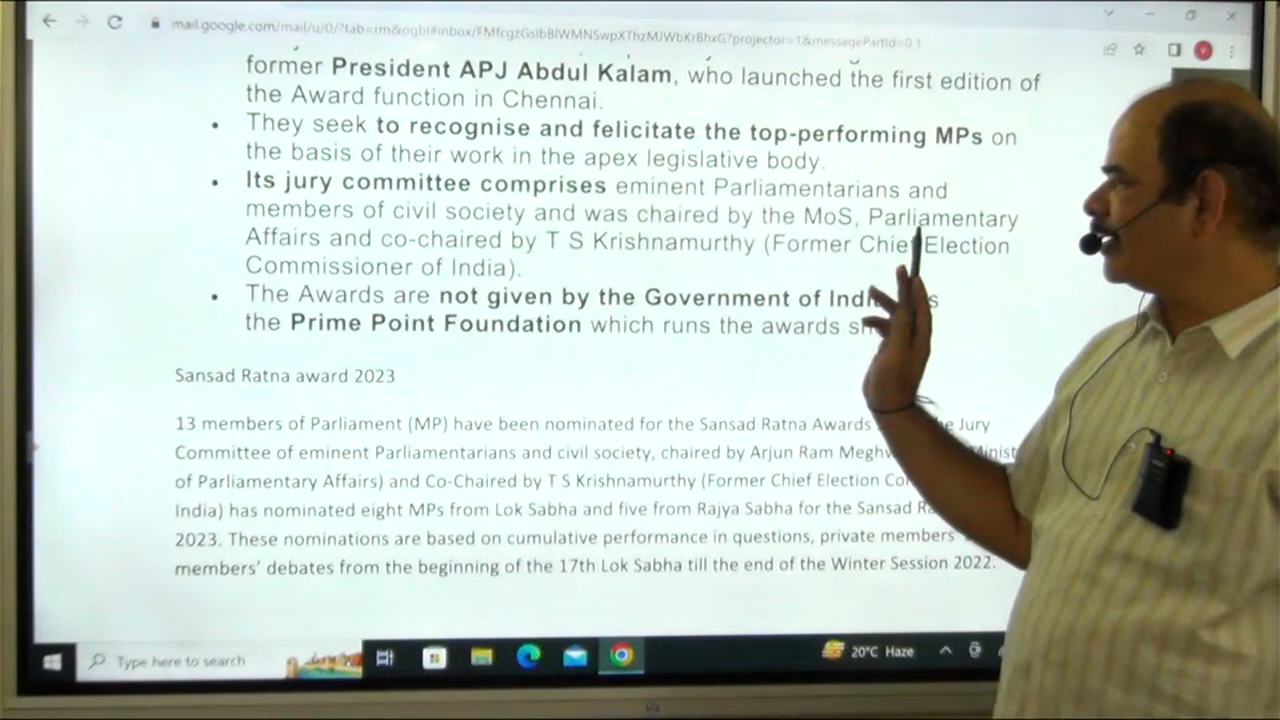 mail.google.com/mail/u/0/?tab=rm&ogbl#inbox/FMfcgzGslbBlWMNSwpXThzMJWbKrBhxG?projector=1&messagePartId=0.1
former President APJ Abdul Kalam, who launched the first edition of
the Award function in Chennai.
• They seek to recognise and felicitate the top-performing MPs on
the basis of their work in the apex legislative body.
• Its jury committee comprises eminent Parliamentarians and
members of civil society and was chaired by the MoS, Parliamentary
Affairs and co-chaired by T S Krishnamurthy (Former Chief Election
Commissioner of India).
• The Awards are not given by the Government of
the Prime Point Foundation which runs the awards
Sansad Ratna award 2023
13 members of Parliament (MP) have been nominated for the Sansad Ratna Awards Jury
Committee of eminent Parliamentarians and civil society, chaired by Arjun Ram
of Parliamentary Affairs) and Co-Chaired by T S Krishnamurthy (Former Chief Election
India) has nominated eight MPs from Lok Sabha and five from Rajya Sabha for the Sansad
2023. These nominations are based on cumulative performance in questions, private members'
members' debates from the beginning of the 17th Lok Sabha till the end of the Winter Session 2022.
Type here to search
20°C Haze